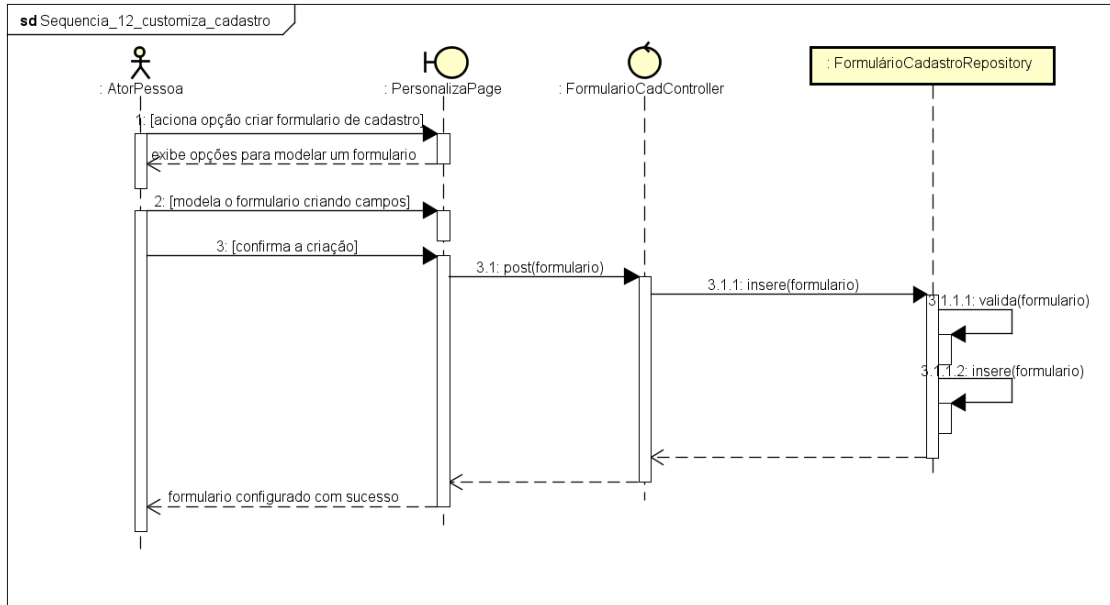 sd Sequencia_12_customiza_cadastro
: AtorPessoa
: PersonalizaPage
: FormularioCadController
: FormulárioCadastroRepository
1: [aciona opção criar formulario de cadastro]
exibe opções para modelar um formulario
2: [modela o formulario criando campos]
3: [confirma a criação]
3.1: post(formulario)
3.1.1: insere(formulario)
3.1.1.1: valida(formulario)
3.1.1.2: insere(formulario)
formulario configurado com sucesso